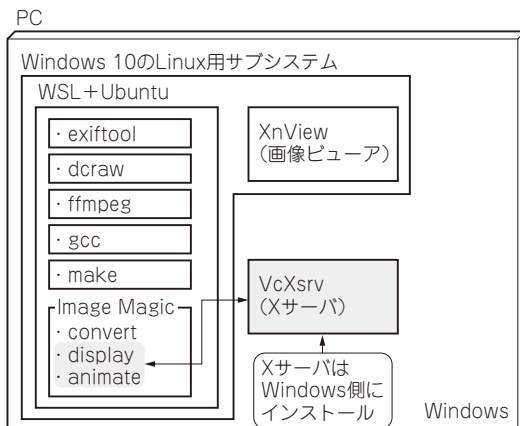 PC
Windows 10のLinux用サブシステム
WSL＋Ubuntu
・exiftool
・dcraw
・ffmpeg
・gcc
・make
Image Magic
・convert
・display
・animate
XnView
（画像ビューア）
VcXsrv
（Xサーバ）
Xサーバは
Windows側に
インストール
Windows